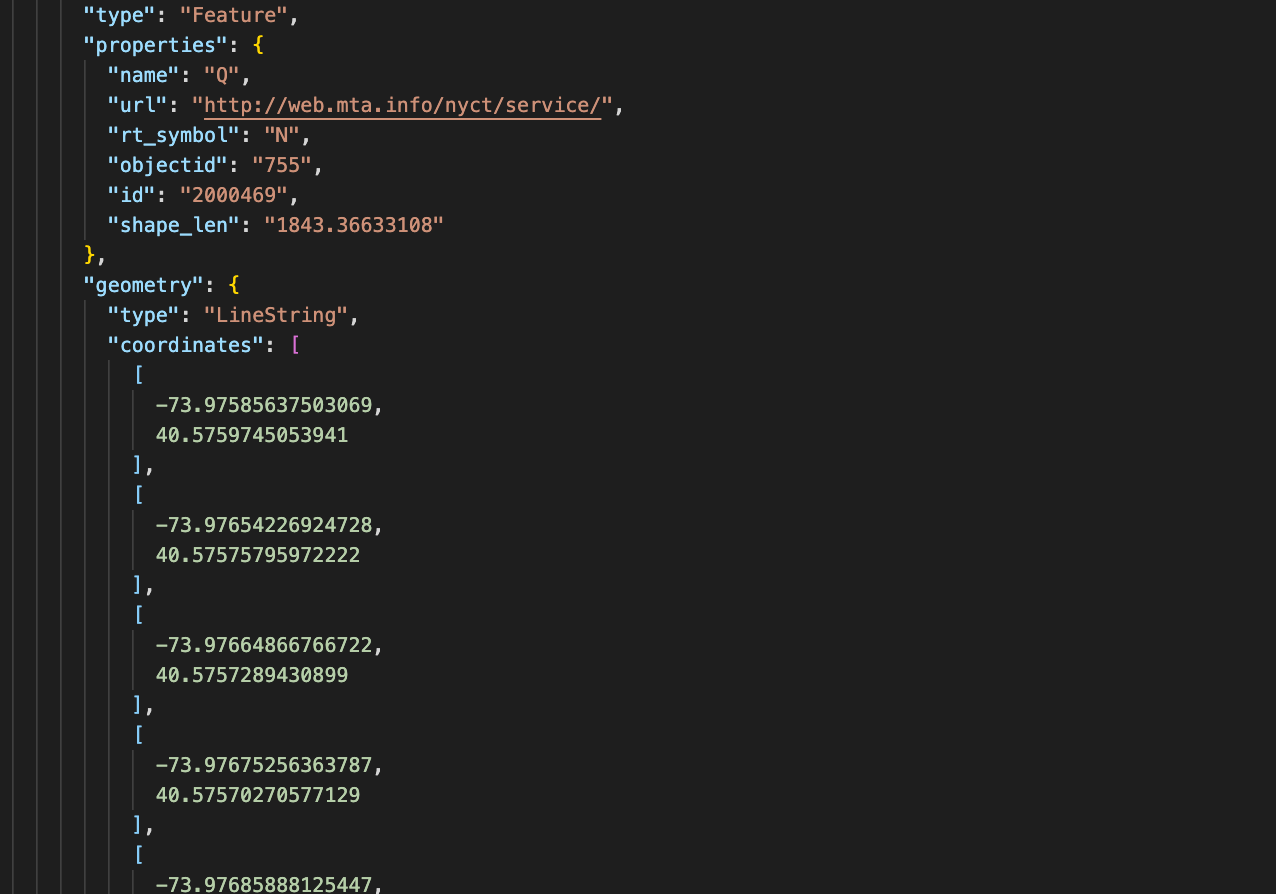 "type": "Feature",
"properties": {
"name": "Q",
"url": "http://web.mta.info/nyct/service/",
"rt_symbol": "N",
"objectid": "755",
"id": "2000469",
"shape_len": "1843.36633108"
},
"geometry": {
"type": "LineString",
"coordinates": [
[
-73.97585637503069,
40.5759745053941
],
[
-73.97654226924728,
40.57575795972222
],
[
-73.97664866766722,
40.5757289430899
],
[
-73.97675256363787,
40.57570270577129
],
[
-73.97685888125447,